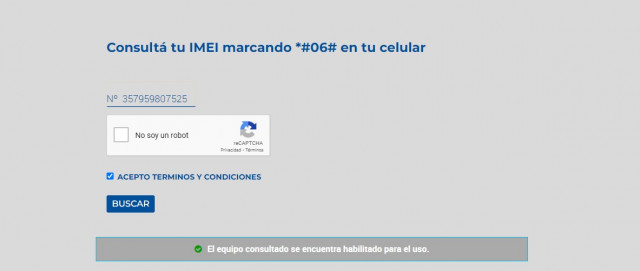 Consultá tu IMEI marcando *#06# en tu celular
Nº 357959807525
No soy un robot
reCAPTCHA
Privacidad - Términos
ACEPTO TERMINOS Y CONDICIONES
BUSCAR
El equipo consultado se encuentra habilitado para el uso.